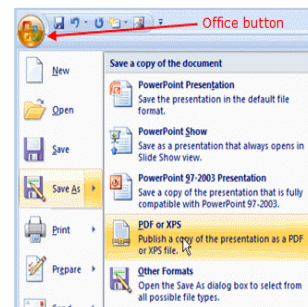 Office button
New
Open
Save
Save As
Print
Prepare
Save a copy of the document
PowerPoint Presentation
Save the presentation in the default file
format.
PowerPoint Show
Save as a presentation that always opens in
Slide Show view.
PowerPoint 97-2003 Presentation
Save a copy of the presentation that is fully
compatible with PowerPoint 97-2003.
PDF or XPS
Publish a copy of the presentation as a PDF
or XPS file.
Other Formats
Open the Save As dialog box to select from
all possible file types.